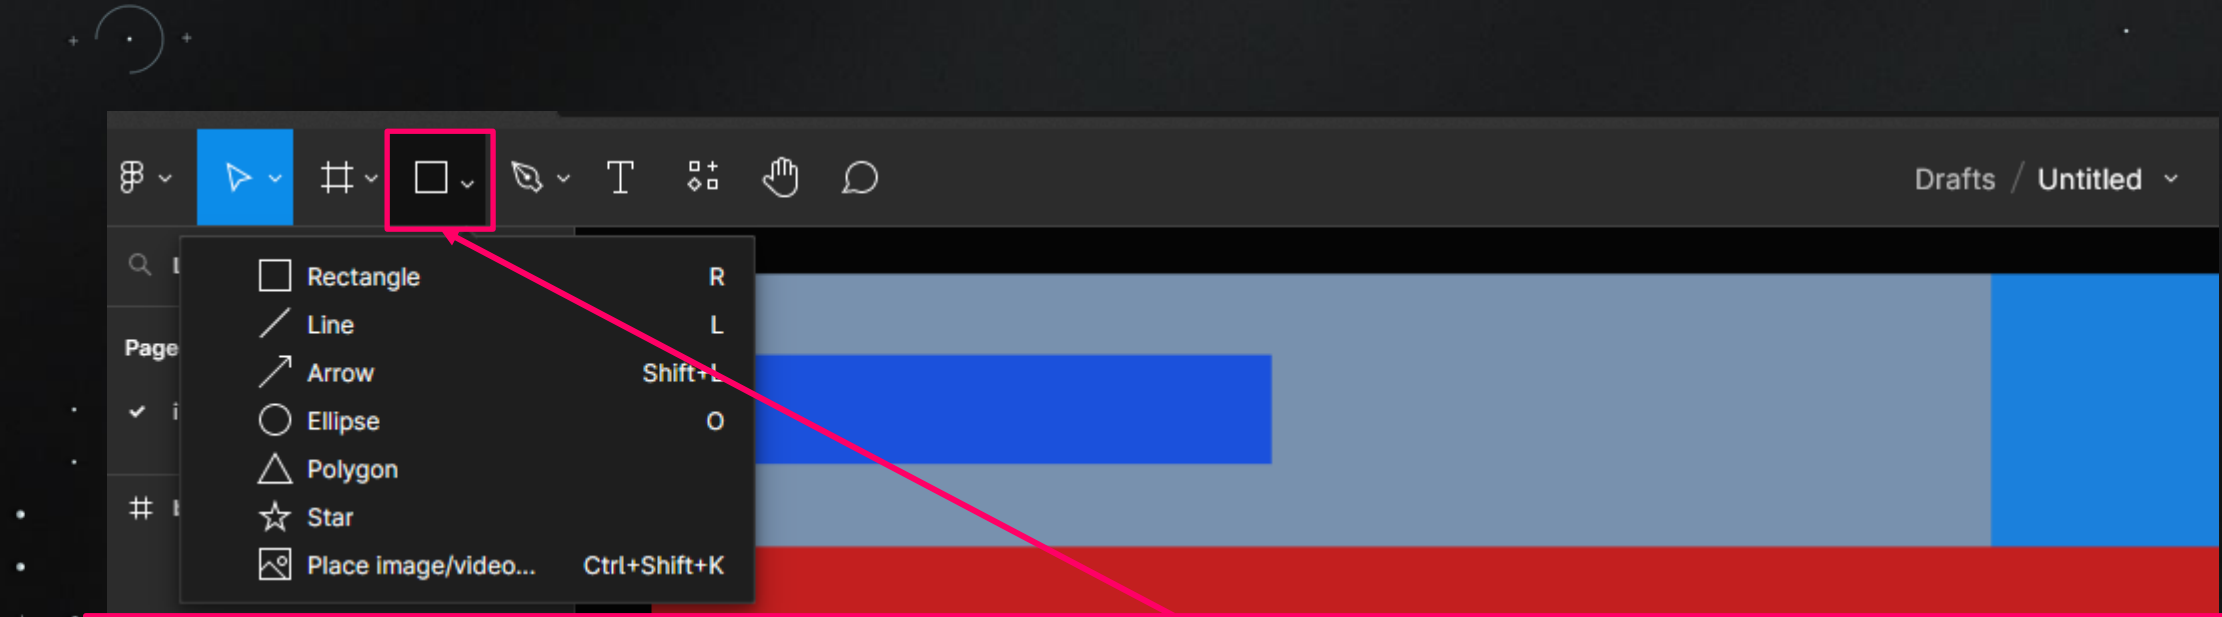 Drafts / Untitled
Rectangle R
Line L
Page
Arrow Shift+L
Ellipse O
Polygon
Star
Place image/video... Ctrl+Shift+K